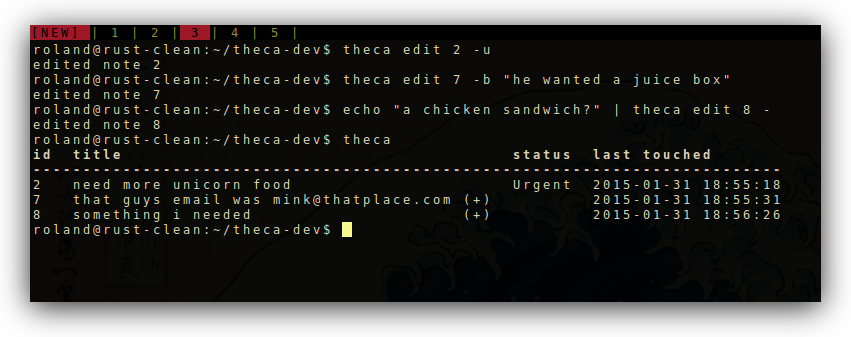 [NEW] | 1 | 2 | 3 | 4 | 5 |
roland@rust-clean:~/theca-dev$ theca edit 2 -u
edited note 2
roland@rust-clean:~/theca-dev$ theca edit 7 -b "he wanted a juice box"
edited note 7
roland@rust-clean:~/theca-dev$ echo "a chicken sandwich?" | theca edit 8 -
edited note 8
roland@rust-clean:~/theca-dev$ theca
id  title                                       status  last touched
---------------------------------------------------------------------------
2   need more unicorn food                      Urgent  2015-01-31 18:55:18
7   that guys email was mink@thatplace.com (+)          2015-01-31 18:55:31
8   something i needed                     (+)          2015-01-31 18:56:26
roland@rust-clean:~/theca-dev$